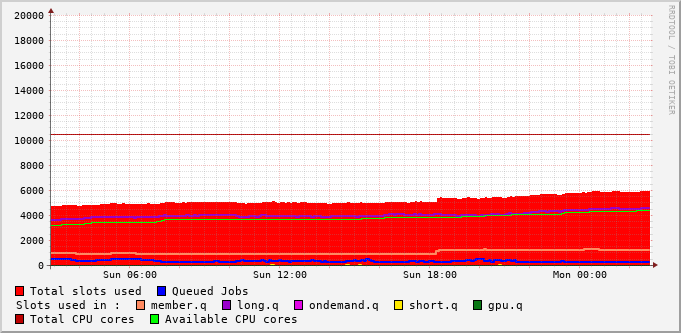 RRDTOOL / TOBI OETIKER
20000
18000
16000
14000
12000
10000
8000
6000
4000
2000
0
Sun 06:00 Sun 12:00 Sun 18:00 Mon 00:00
Total slots used Queued Jobs
Slots used in : member.q long.q ondemand.q short.q gpu.q
Total CPU cores Available CPU cores